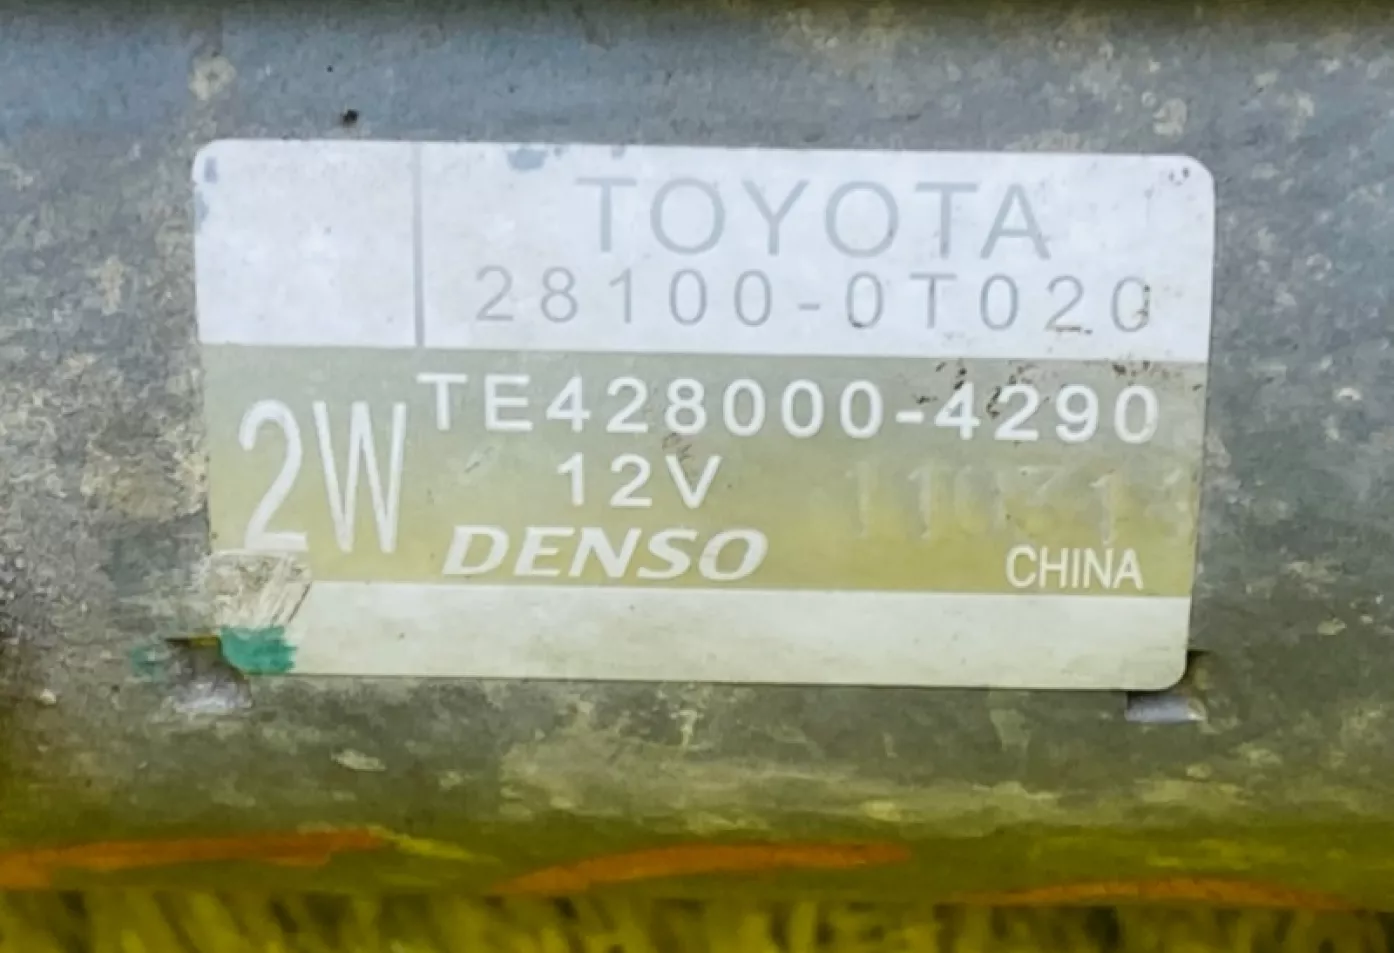 TOYOTA
28100-0T020
2W
TE428000-4290
12V
DENSO
CHINA